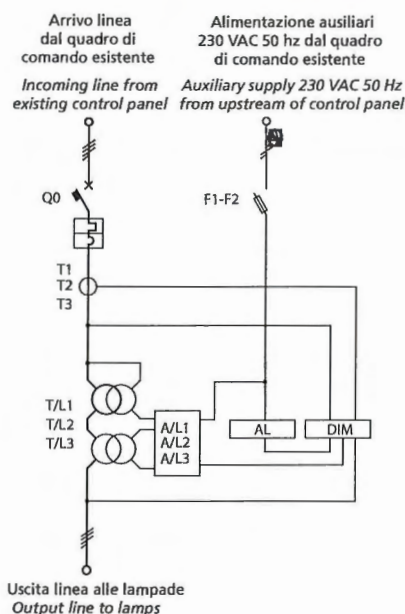 Arrivo linea
dal quadro di
comando esistente
Incoming line from
existing control panel
Alimentazione ausiliari
230 VAC 50 hz dal quadro
di comando esistente
Auxiliary supply 230 VAC 50 Hz
from upstream of control panel
Q0
F1-F2
T1
T2
T3
T/L1
T/L2
T/L3
A/L1
A/L2
A/L3
AL
DIM
Uscita linea alle lampade
Output line to lamps